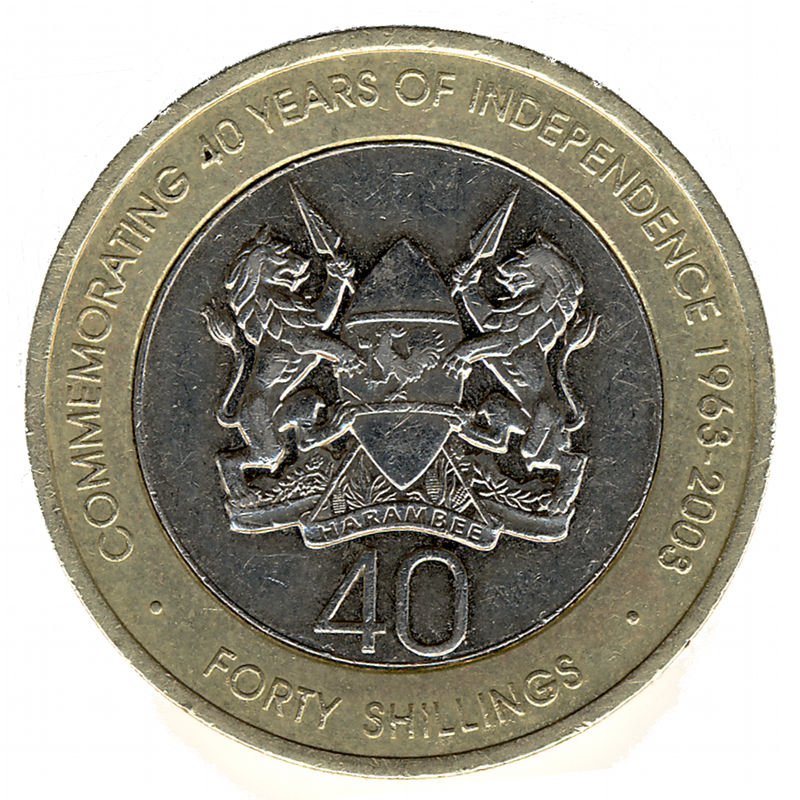 COMMEMORATING 40 YEARS OF INDEPENDENCE 1963-2003
HARAMBEE
40
FORTY SHILLINGS